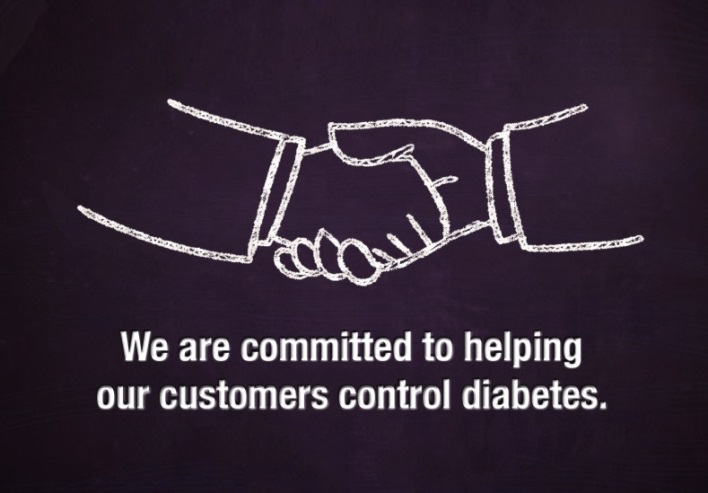 We are committed to helping
our customers control diabetes.